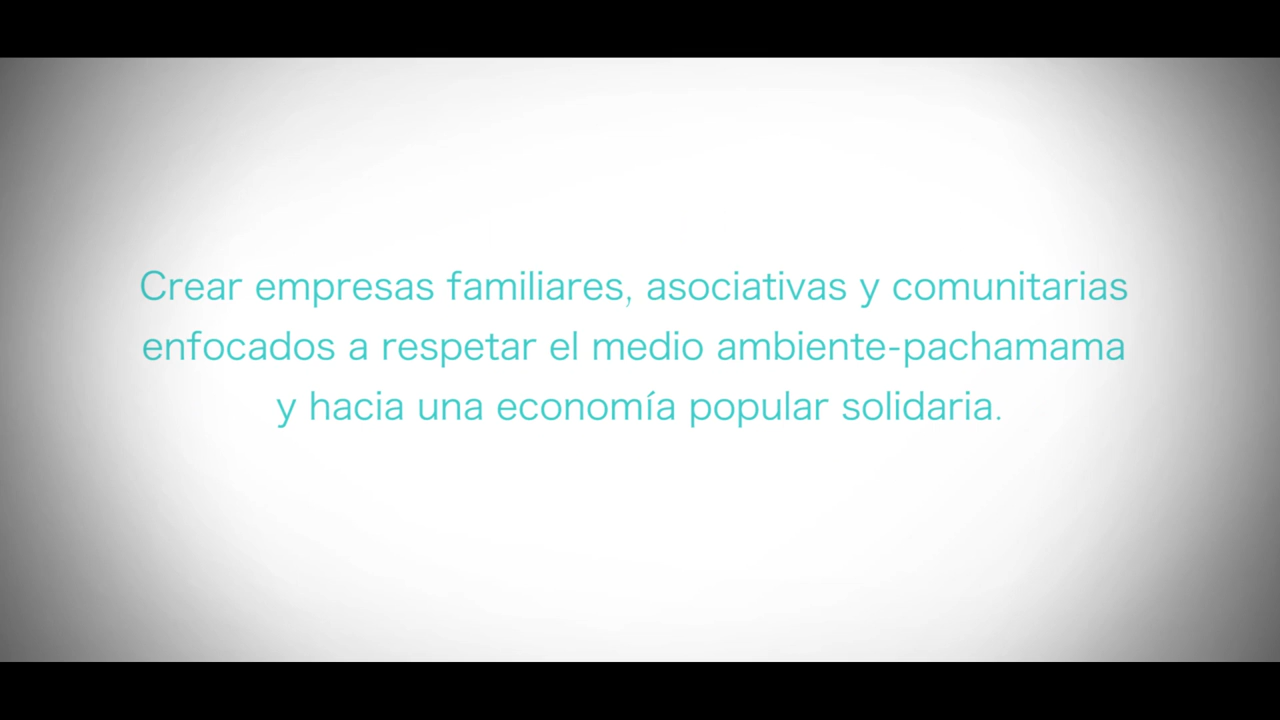 Crear empresas familiares, asociativas y comunitarias
enfocados a respetar el medio ambiente-pachamama
y hacia una economía popular solidaria.